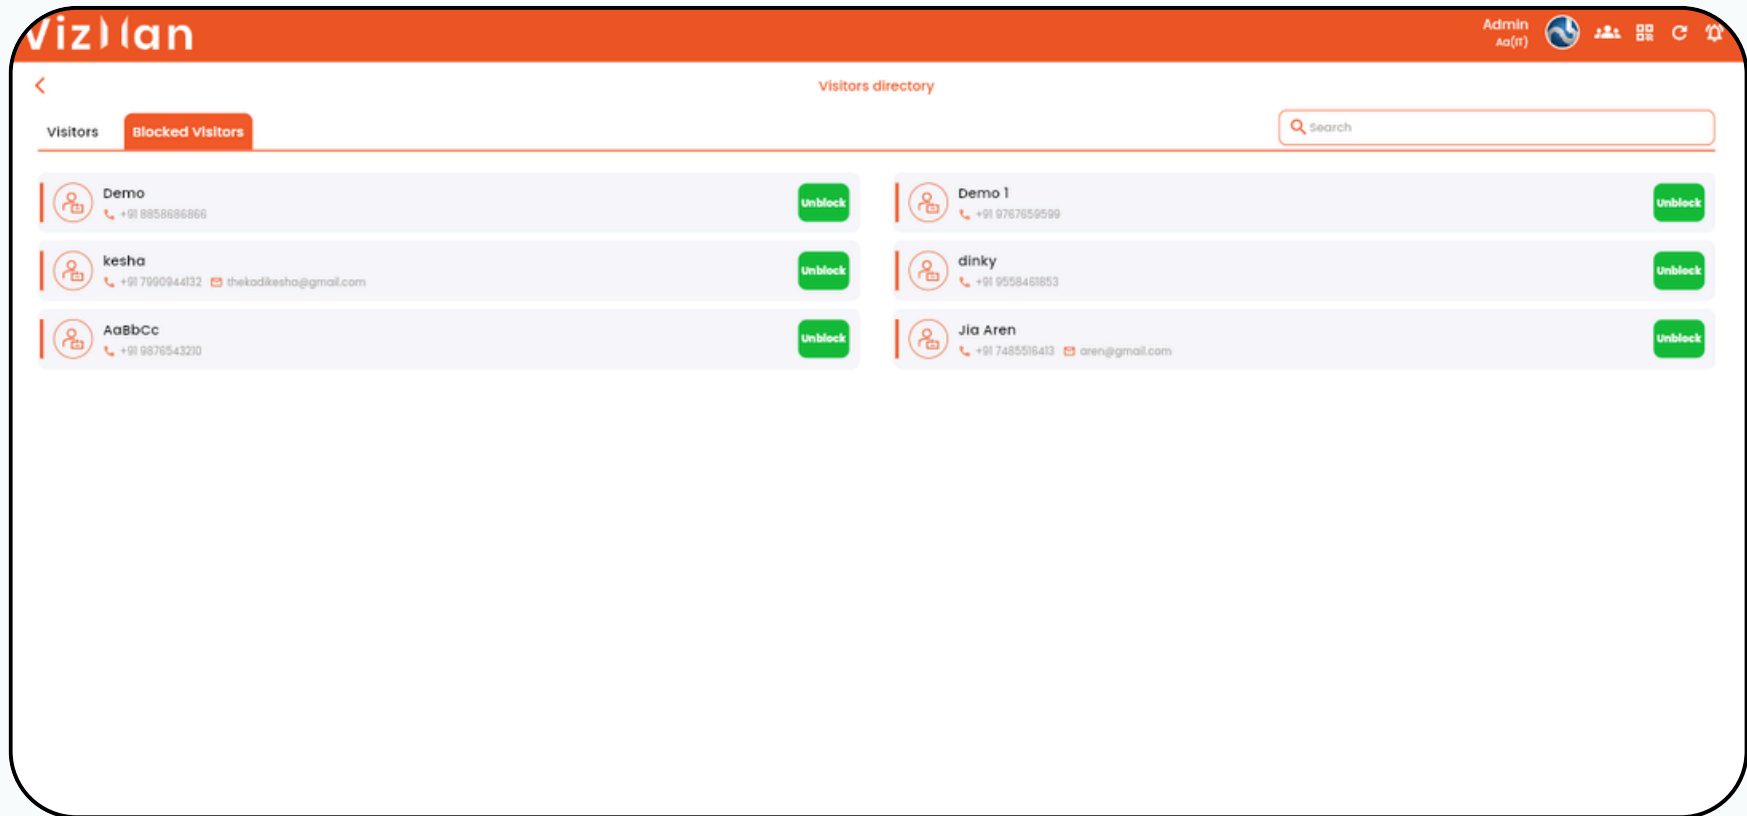 VizMan
Admin
Aa(IT)
Visitors directory
Visitors
Blocked Visitors
Search
Demo
+91 8858686866
Unblock
Demo 1
+91 9767659599
Unblock
kesha
+91 7990944132 thekadikesha@gmail.com
Unblock
dinky
+91 9558461853
Unblock
AaBbCc
+91 9876543210
Unblock
Jia Aren
+91 7485516413 aren@gmail.com
Unblock